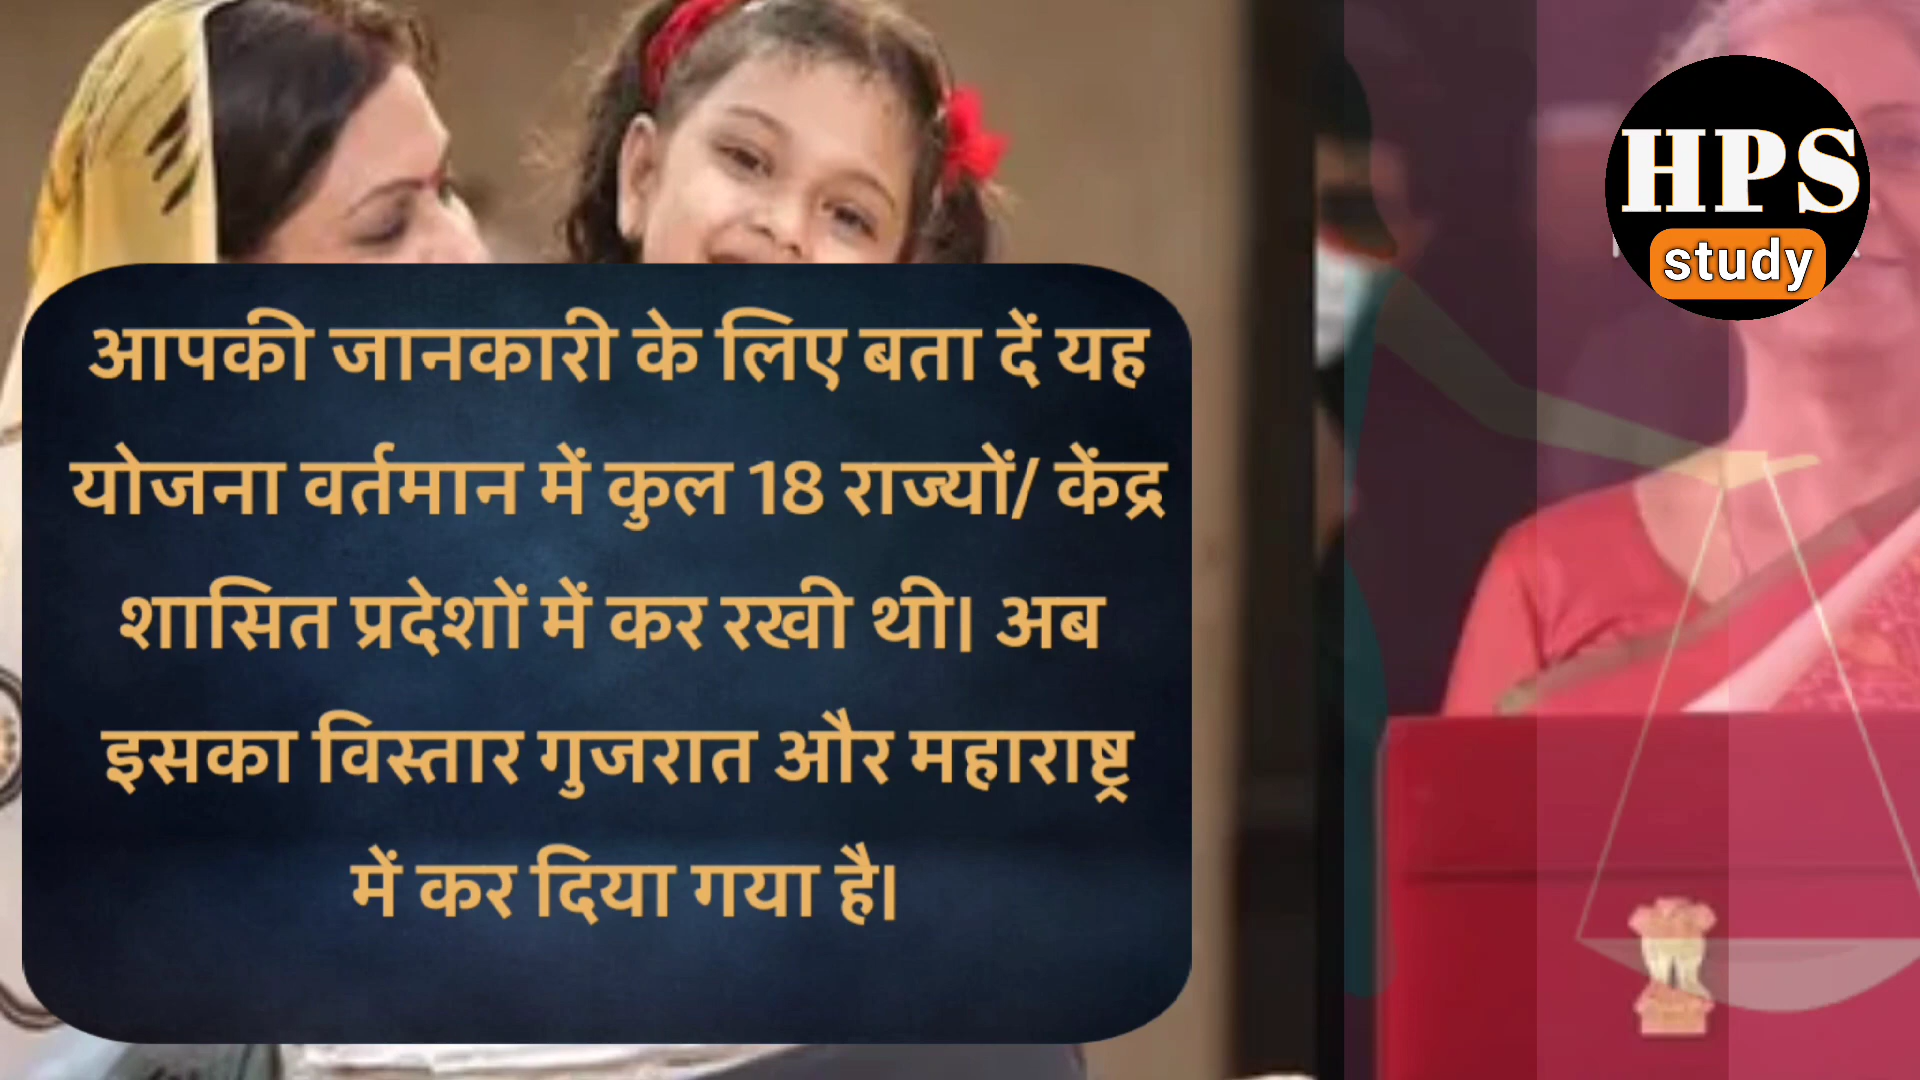 HPS
study
आपकी जानकारी के लिए बता दें यह
योजना वर्तमान में कुल 18 राज्यों/ केंद्र
शासित प्रदेशों में कर रखी थी। अब
इसका विस्तार गुजरात और महाराष्ट्र
में कर दिया गया है।